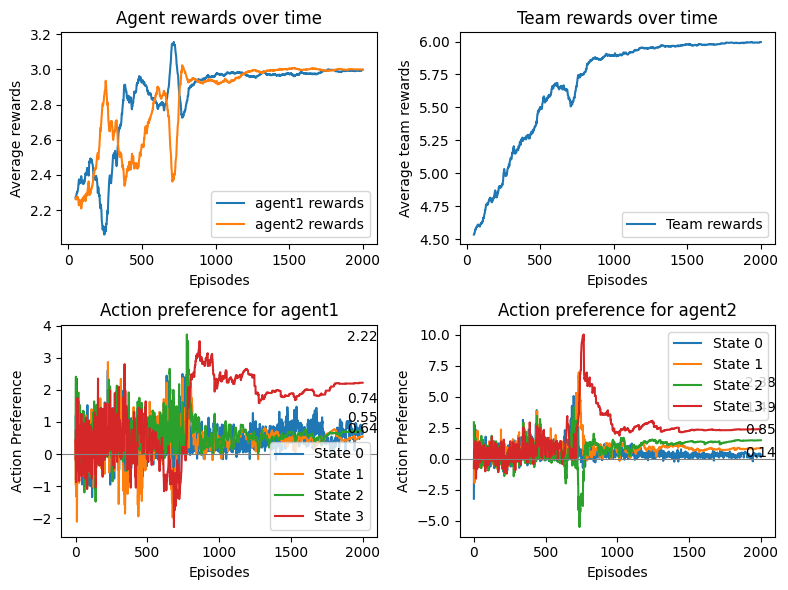 Agent rewards over time
3.2
3.0
2.8
2.6
2.4
2.2
Average rewards
agent1 rewards
agent2 rewards
0 500 1000 1500 2000
Episodes
Team rewards over time
6.00
5.75
5.50
5.25
5.00
4.75
4.50
Average team rewards
Team rewards
0 500 1000 1500 2000
Episodes
Action preference for agent1
4
3
2
1
0
−1
−2
Action Preference
2.22
0.74
0.55
0.64
State 0
State 1
State 2
State 3
0 500 1000 1500 2000
Episodes
Action preference for agent2
10.0
7.5
5.0
2.5
0.0
−2.5
−5.0
Action Preference
State 0
State 1
State 2
State 3
0.85
0.14
0 500 1000 1500 2000
Episodes